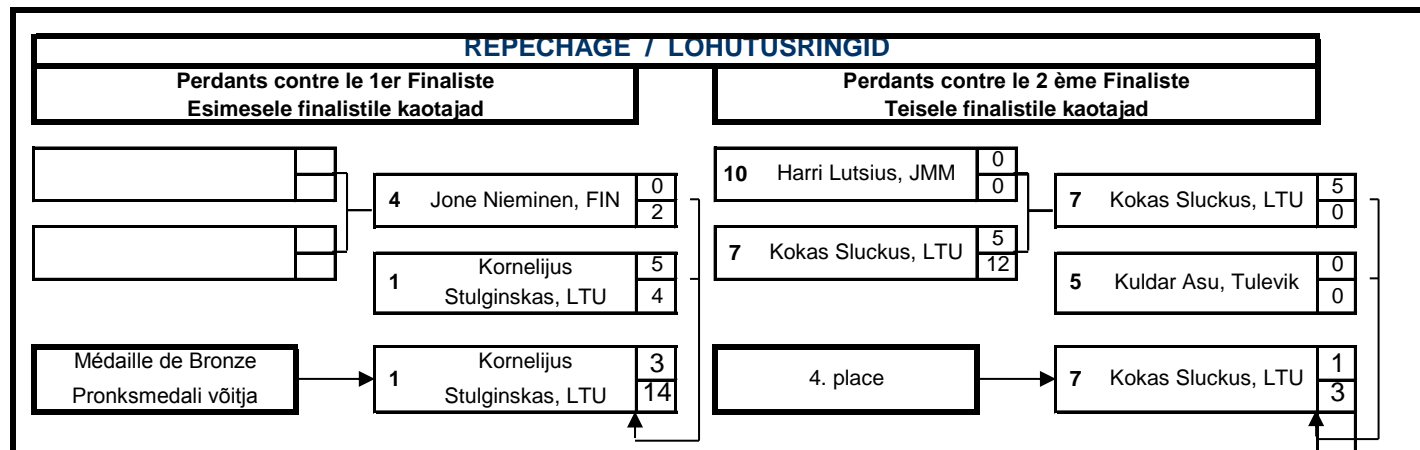 REPECHAGE / LOHUTUSRINGID
Perdants contre le 1er Finaliste
Esimesele finalistile kaotajad
Perdants contre le 2 ème Finaliste
Teisele finalistile kaotajad
4 Jone Nieminen, FIN 0 2
1 Kornelijus Stulginskas, LTU 5 4
10 Harri Lutsius, JMM 0 0
7 Kokas Sluckus, LTU 5 12
7 Kokas Sluckus, LTU 5 0
5 Kuldar Asu, Tulevik 0 0
Médaille de Bronze
Pronksmedali võitja
1 Kornelijus Stulginskas, LTU 3 14
4. place
7 Kokas Sluckus, LTU 1 3